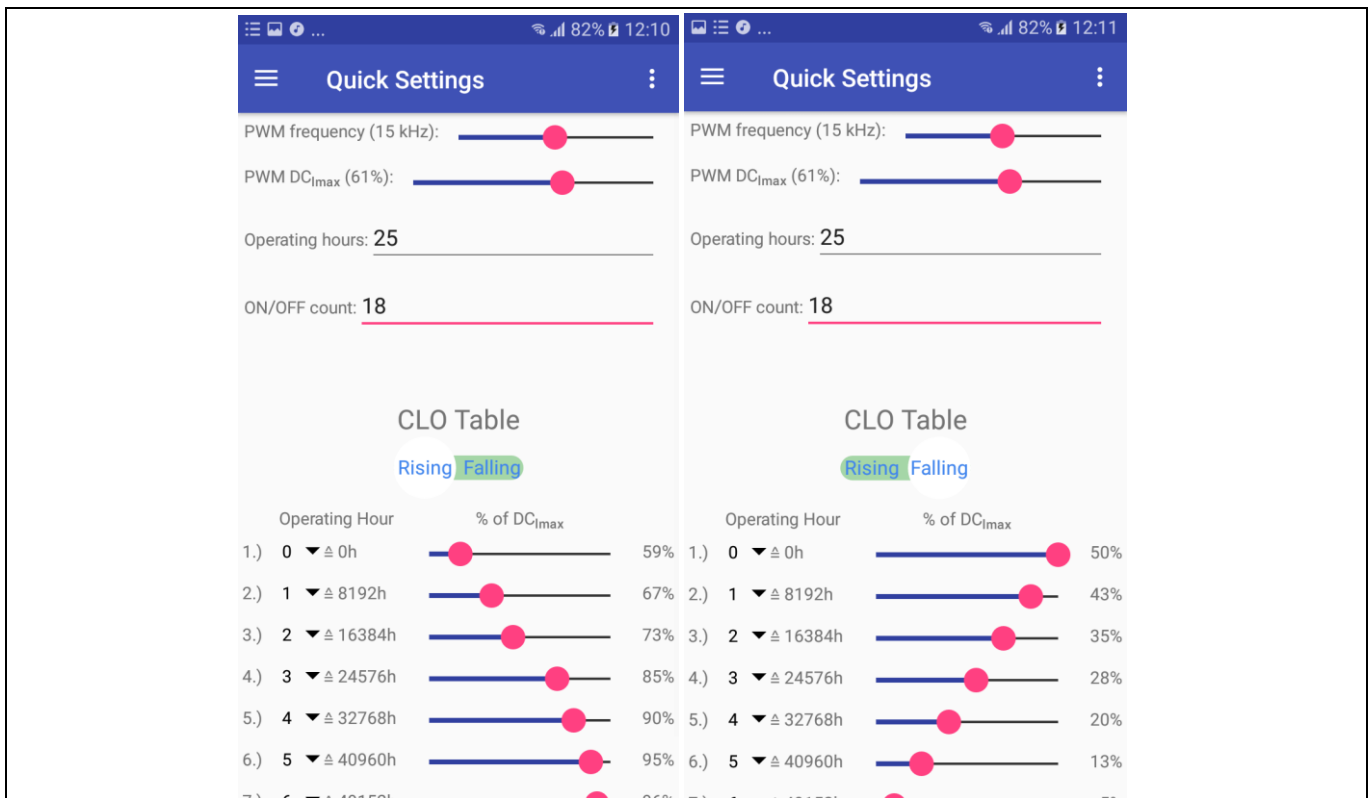 ... 82% 12:10
Quick Settings
PWM frequency (15 kHz):
PWM DCImax (61%):
Operating hours: 25
ON/OFF count: 18
CLO Table
Rising Falling
Operating Hour % of DCImax
1.) 0 ≙ 0h 59%
2.) 1 ≙ 8192h 67%
3.) 2 ≙ 16384h 73%
4.) 3 ≙ 24576h 85%
5.) 4 ≙ 32768h 90%
6.) 5 ≙ 40960h 95%
... 82% 12:11
Quick Settings
PWM frequency (15 kHz):
PWM DCImax (61%):
Operating hours: 25
ON/OFF count: 18
CLO Table
Rising Falling
Operating Hour % of DCImax
1.) 0 ≙ 0h 50%
2.) 1 ≙ 8192h 43%
3.) 2 ≙ 16384h 35%
4.) 3 ≙ 24576h 28%
5.) 4 ≙ 32768h 20%
6.) 5 ≙ 40960h 13%